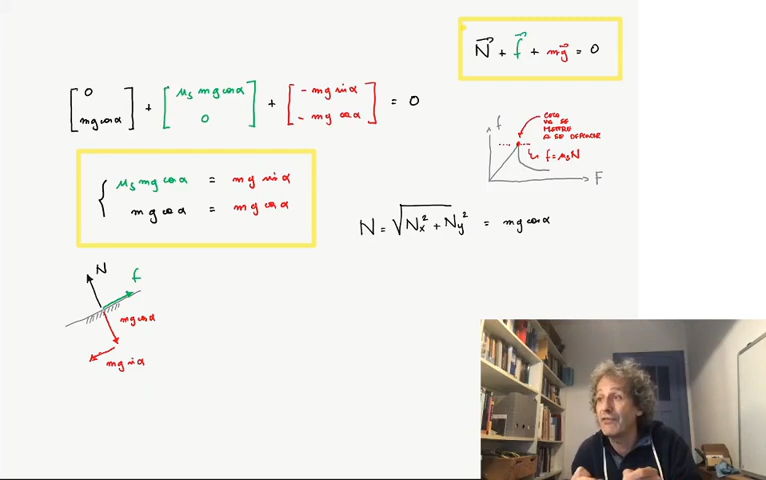 N⃗ + f⃗ + mg⃗ = 0
[0 mg cos α] + [μs mg cos α 0] + [- mg sin α - mg cos α] = 0
f
F
f = μs N
{ μs mg cos α = mg sin α
mg cos α = mg cos α
N = √(Nx² + Ny²) = mg cos α
N
f
mg cos α
mg sin α